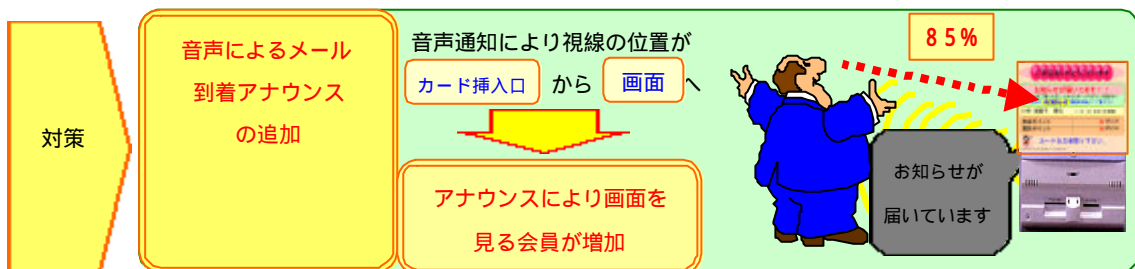 対策
音声によるメール
到着アナウンス
の追加
音声通知により視線の位置が
カード挿入口 から 画面 へ
アナウンスにより画面を
見る会員が増加
85%
お知らせが
届いています